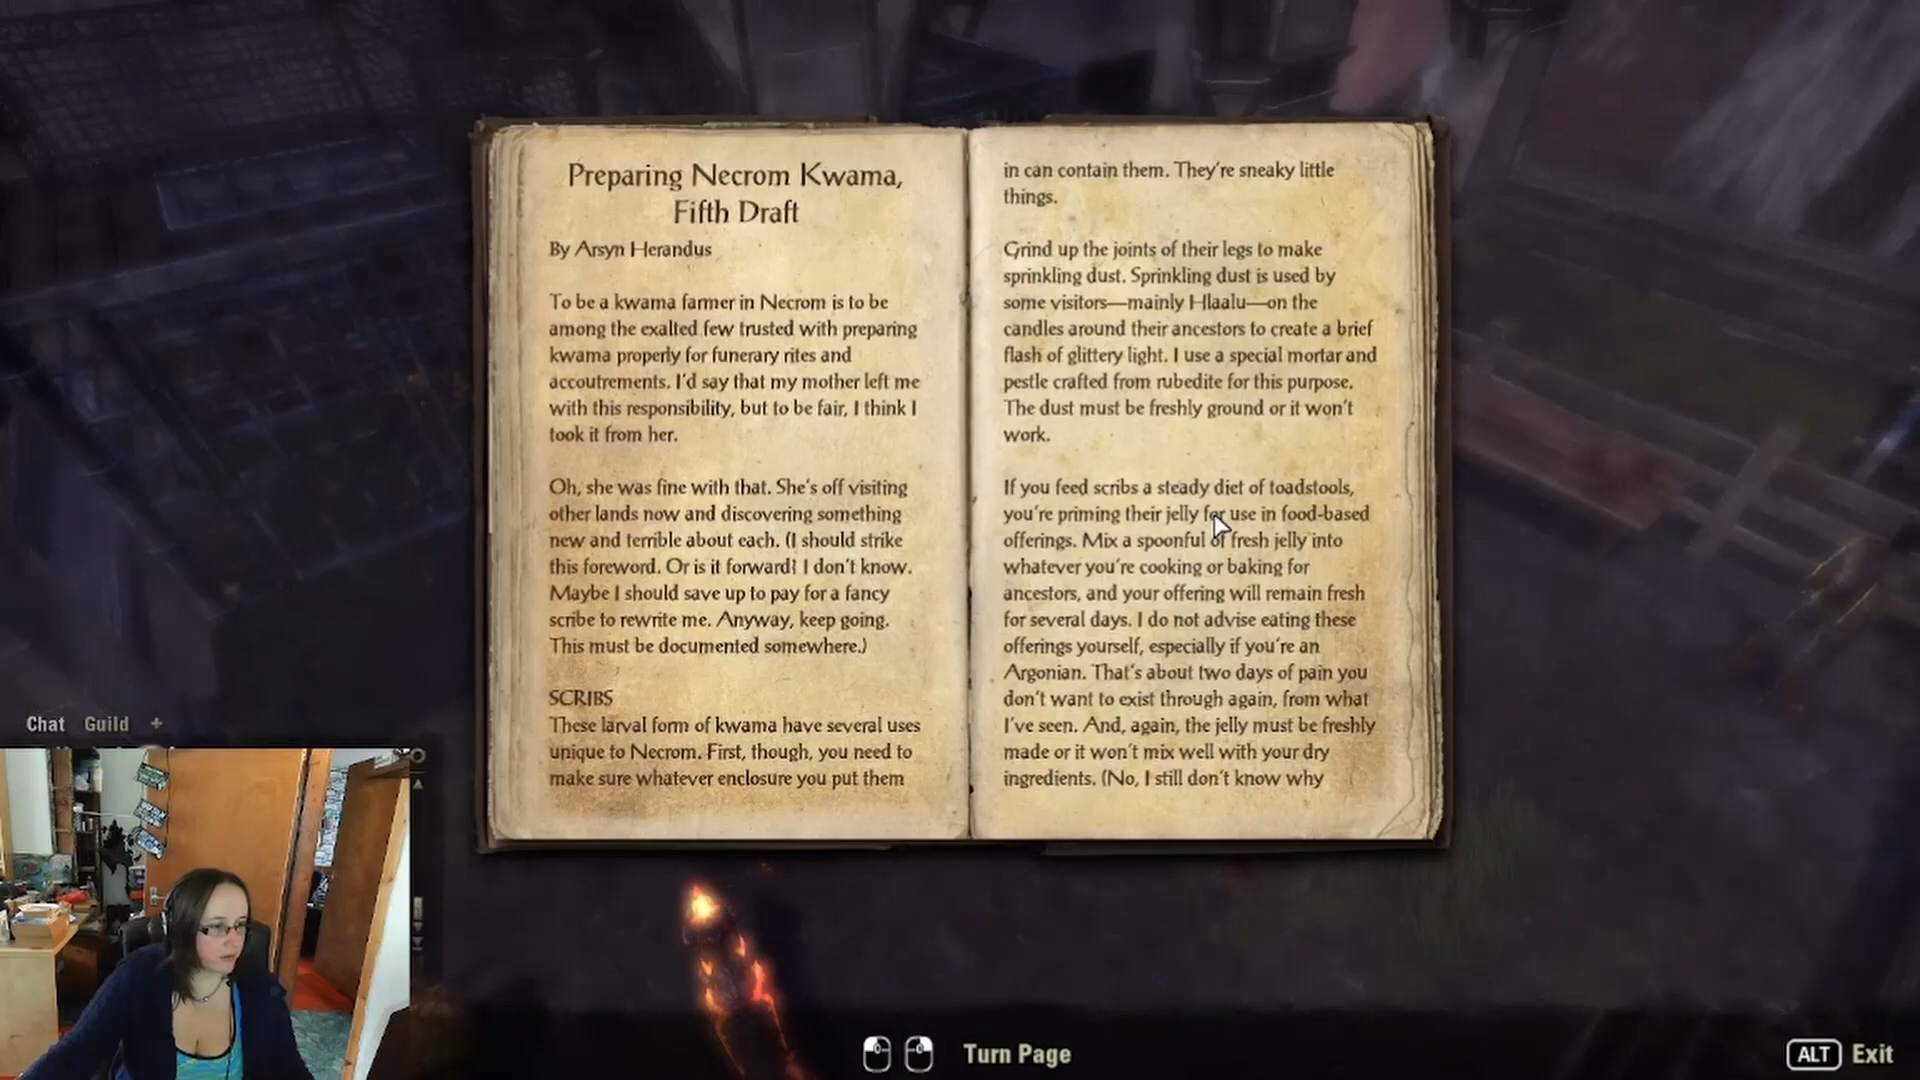 Preparing Necrom Kwama,
Fifth Draft
By Arsyn Herandus
To be a kwama farmer in Necrom is to be
among the exalted few trusted with preparing
kwama properly for funerary rites and
accoutrements. I'd say that my mother left me
with this responsibility, but to be fair, I think I
took it from her.
Oh, she was fine with that. She's off visiting
other lands now and discovering something
new and terrible about each. (I should strike
this foreword. Or is it forward? I don't know.
Maybe I should save up to pay for a fancy
scribe to rewrite me. Anyway, keep going.
This must be documented somewhere.)
SCRIBS
These larval form of kwama have several uses
unique to Necrom. First, though, you need to
make sure whatever enclosure you put them
in can contain them. They're sneaky little
things.
Grind up the joints of their legs to make
sprinkling dust. Sprinkling dust is used by
some visitors—mainly Hlaalu—on the
candles around their ancestors to create a brief
flash of glittery light. I use a special mortar and
pestle crafted from rubedite for this purpose.
The dust must be freshly ground or it won't
work.
If you feed scribs a steady diet of toadstools,
you're priming their jelly for use in food-based
offerings. Mix a spoonful of fresh jelly into
whatever you're cooking or baking for
ancestors, and your offering will remain fresh
for several days. I do not advise eating these
offerings yourself, especially if you're an
Argonian. That's about two days of pain you
don't want to exist through again, from what
I've seen. And, again, the jelly must be freshly
made or it won't mix well with your dry
ingredients. (No, I still don't know why
Chat Guild +
Turn Page
ALT Exit